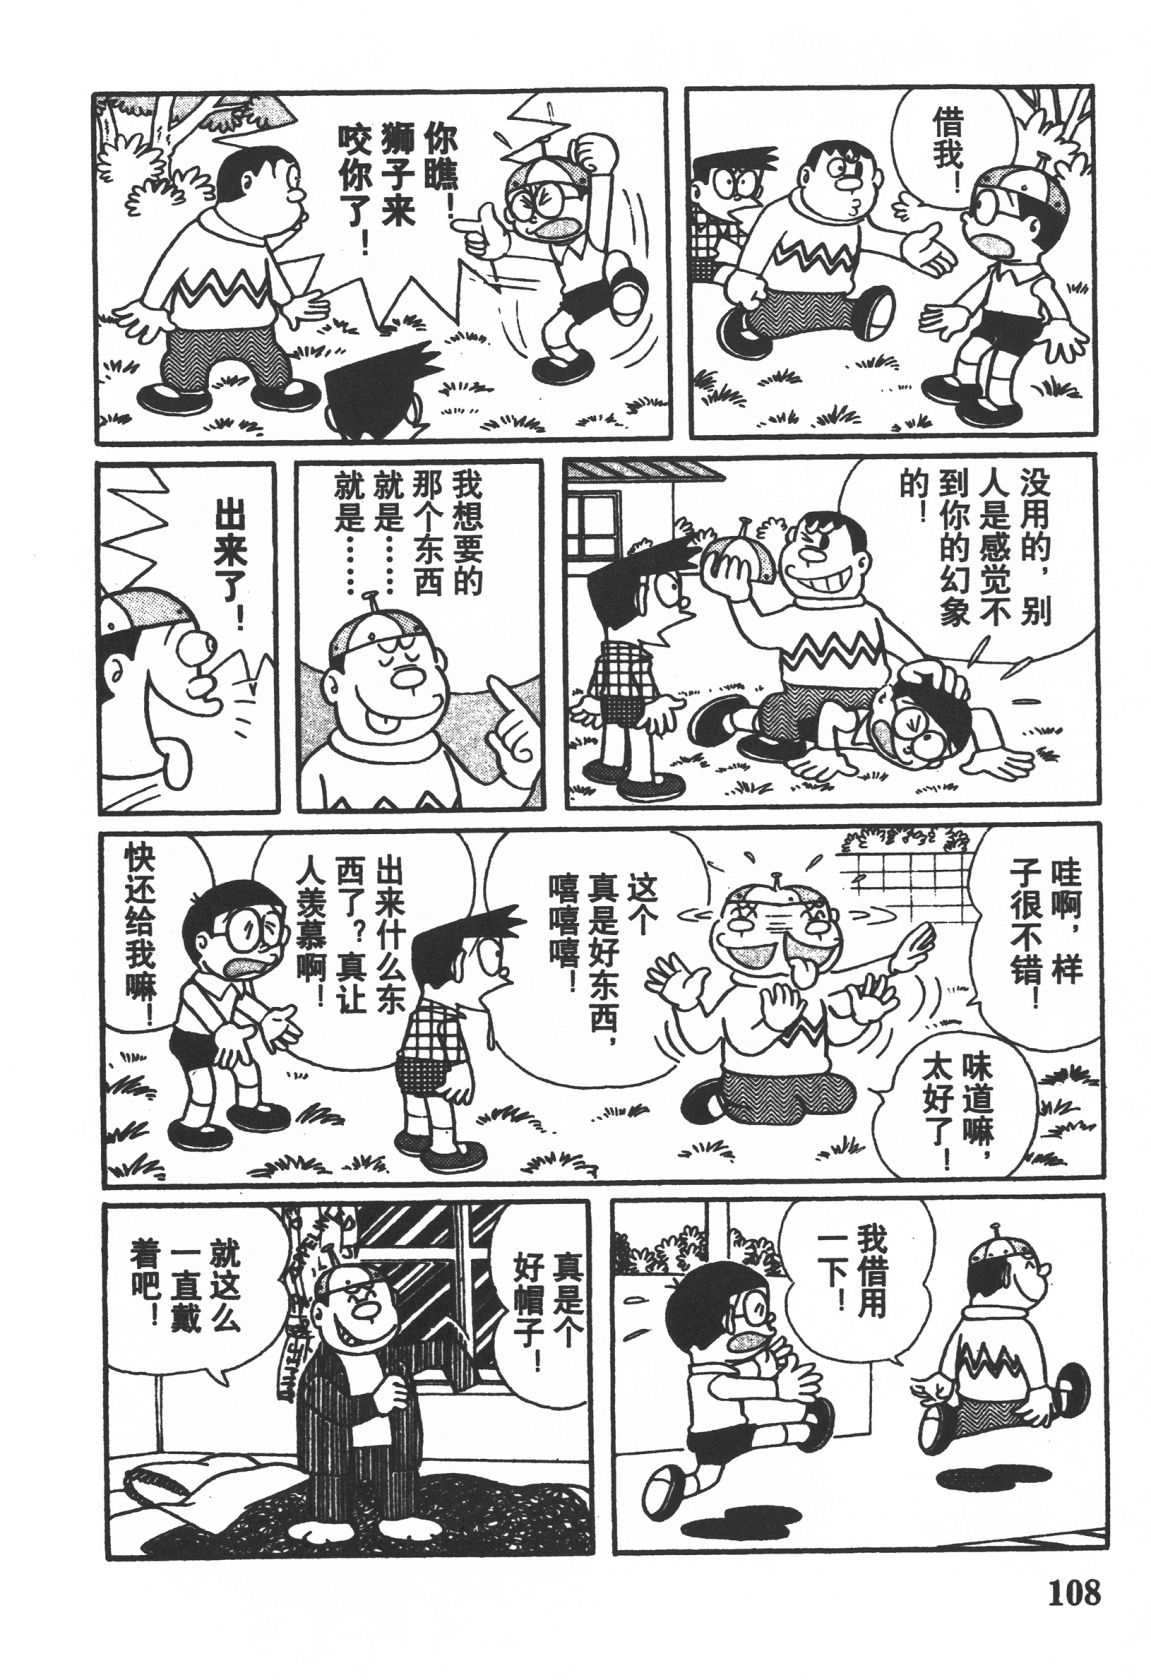 借
我！
你瞧！
狮子来
咬你了！
没用的，别
人是感觉不
到你的幻象
的！
我想要的
那个东西
就是……
就是……
出来了！
哇啊，样
子很不错！
味道嘛，
太好了！
这个
真是好东西，
嘻嘻嘻！
出来什么东
西了？真让
人羡慕啊！
快还给我嘛！
我借用
一下！
真是个
好帽子！
就这么
一直戴
着吧！
108